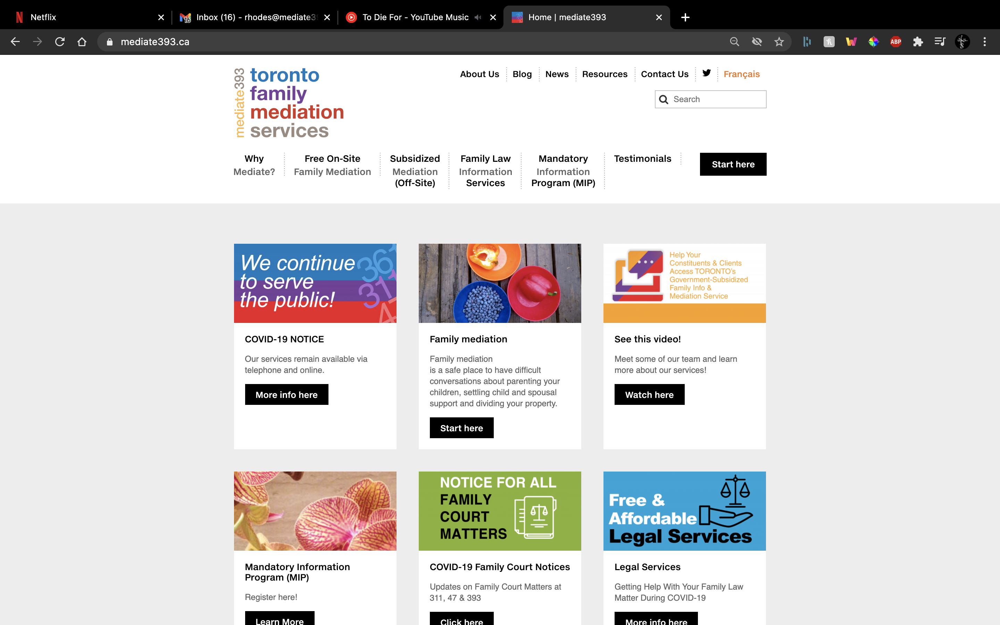 Netflix
Inbox (16) - rhodes@mediate3
To Die For - YouTube Music
Home | mediate393
mediate393.ca
ABP
mediate393
toronto
family
mediation
services
About Us
Blog
News
Resources
Contact Us
Français
Search
Why
Mediate?
Free On-Site
Family Mediation
Subsidized
Mediation
(Off-Site)
Family Law
Information
Services
Mandatory
Information
Program (MIP)
Testimonials
Start here
We continue
to serve
the public!
361
311
47
Help Your
Constituents & Clients
Access TORONTO's
Government-Subsidized
Family Info &
Mediation Service
COVID-19 NOTICE
Our services remain available via
telephone and online.
More info here
Family mediation
Family mediation
is a safe place to have difficult
conversations about parenting your
children, settling child and spousal
support and dividing your property.
Start here
See this video!
Meet some of our team and learn
more about our services!
Watch here
NOTICE FOR ALL
FAMILY
COURT
MATTERS
Free &
Affordable
Legal Services
Mandatory Information
Program (MIP)
Register here!
Learn More
COVID-19 Family Court Notices
Updates on Family Court Matters at
311, 47 & 393
Click here
Legal Services
Getting Help With Your Family Law
Matter During COVID-19
More info here